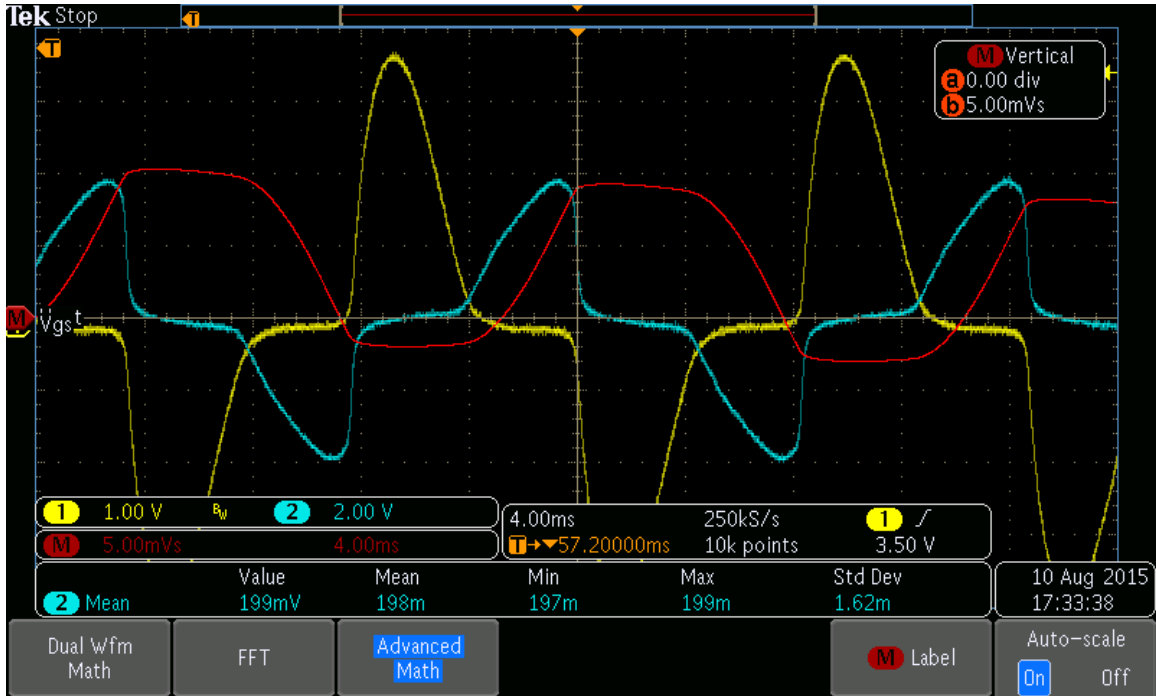 Tek Stop
T
T
M Vertical
a 0.00 div
b 5.00mVs
M
Vgst
1 1.00 V BW 2 2.00 V
M 5.00mVs 4.00ms
4.00ms 250kS/s 1 /
T→▼57.20000ms 10k points 3.50 V
Value Mean Min Max Std Dev
2 Mean 199mV 198m 197m 199m 1.62m
10 Aug 2015
17:33:38
Dual Wfm
Math
FFT
Advanced
Math
M Label
Auto-scale
On Off